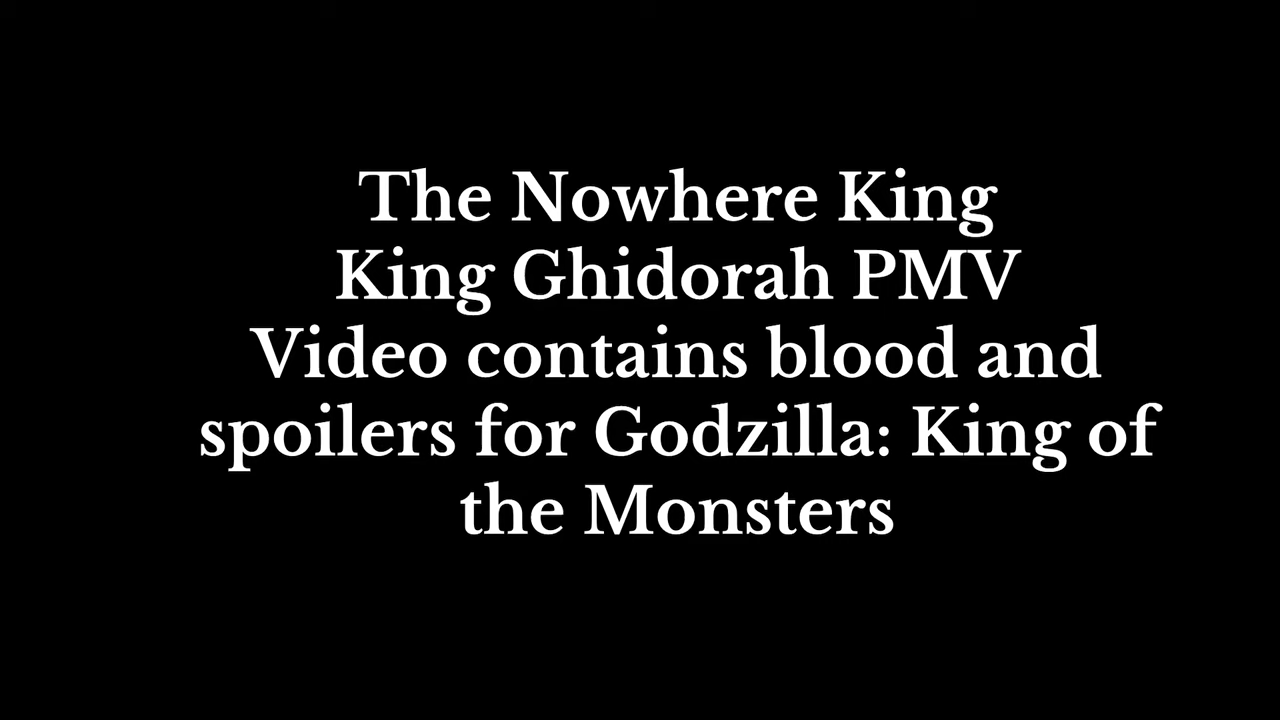 The Nowhere King
King Ghidorah PMV
Video contains blood and
spoilers for Godzilla: King of
the Monsters